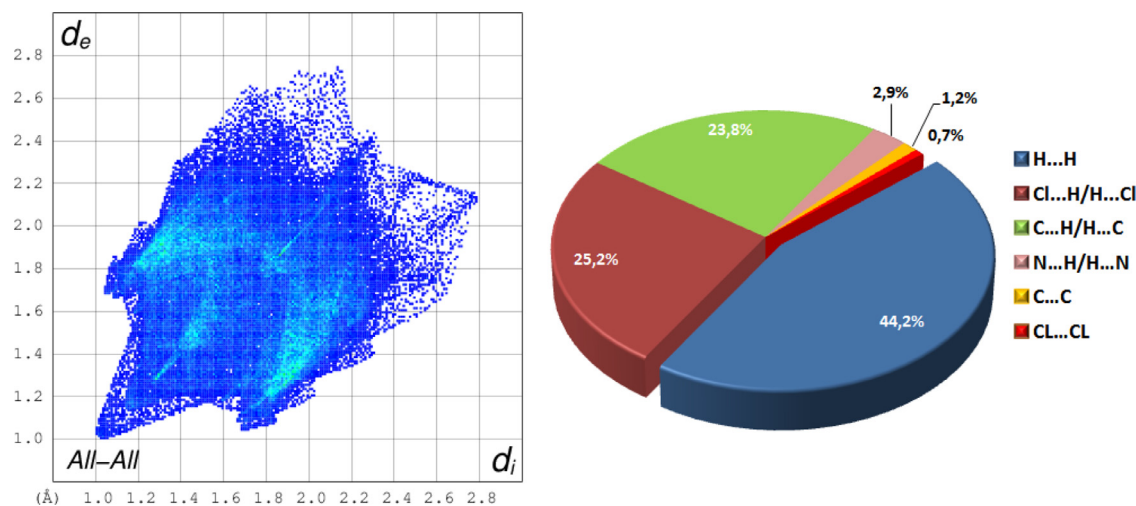 de
2.8
2.6
2.4
2.2
2.0
1.8
1.6
1.4
1.2
1.0
All–All
di
(Å) 1.0 1.2 1.4 1.6 1.8 2.0 2.2 2.4 2.6 2.8
2,9%
1,2%
0,7%
23,8%
25,2%
44,2%
H...H
Cl...H/H...Cl
C...H/H...C
N...H/H...N
C...C
CL...CL